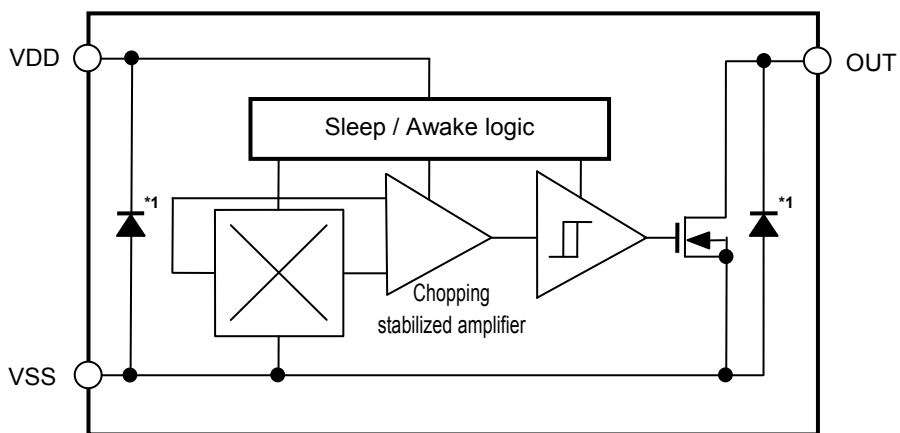 VDD
OUT
Sleep / Awake logic
*1
*1
Chopping
stabilized amplifier
VSS